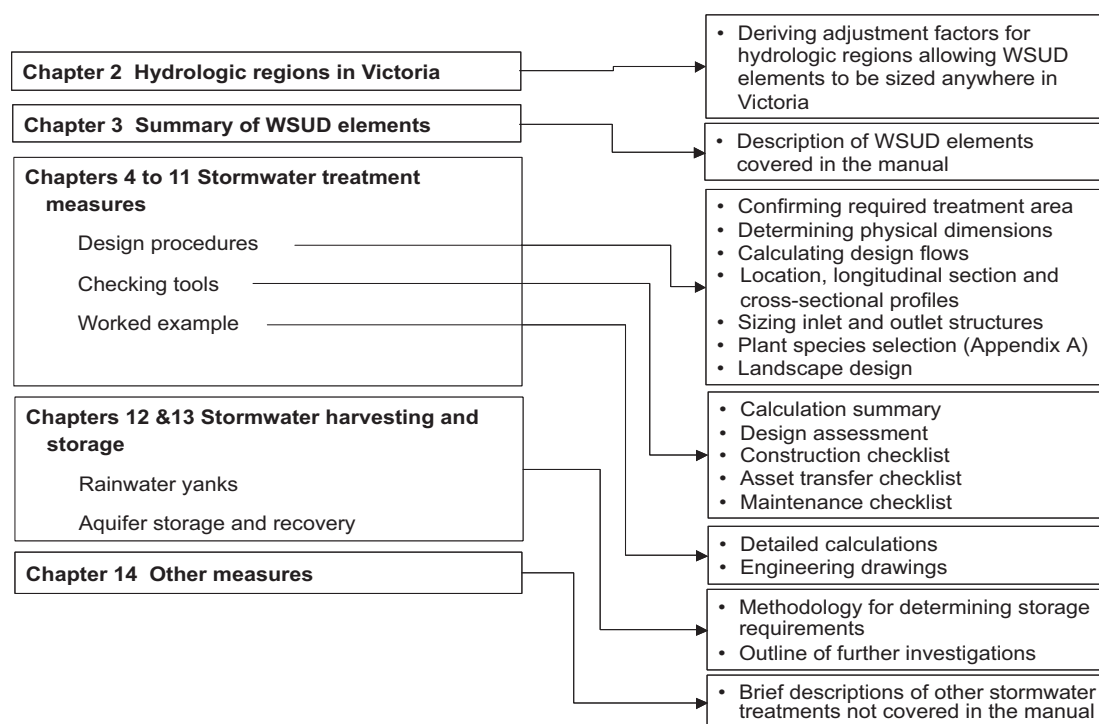 Chapter 2 Hydrologic regions in Victoria
Chapter 3 Summary of WSUD elements
Chapters 4 to 11 Stormwater treatment
measures
Design procedures
Checking tools
Worked example
Chapters 12 &13 Stormwater harvesting and
storage
Rainwater yanks
Aquifer storage and recovery
Chapter 14 Other measures
• Deriving adjustment factors for
hydrologic regions allowing WSUD
elements to be sized anywhere in
Victoria
• Description of WSUD elements
covered in the manual
• Confirming required treatment area
• Determining physical dimensions
• Calculating design flows
• Location, longitudinal section and
cross-sectional profiles
• Sizing inlet and outlet structures
• Plant species selection (Appendix A)
• Landscape design
• Calculation summary
• Design assessment
• Construction checklist
• Asset transfer checklist
• Maintenance checklist
• Detailed calculations
• Engineering drawings
• Methodology for determining storage
requirements
• Outline of further investigations
• Brief descriptions of other stormwater
treatments not covered in the manual